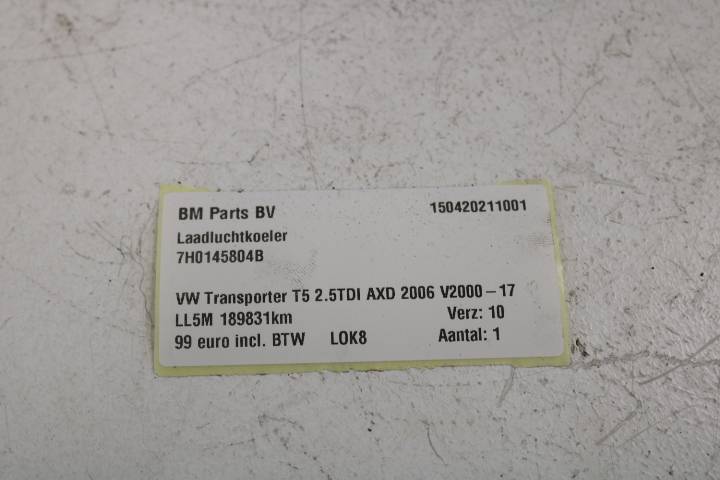 BM Parts BV 150420211001
Laadluchtkoeler
7H0145804B
VW Transporter T5 2.5TDI AXD 2006 V2000-17
LL5M 189831km Verz: 10
99 euro incl. BTW LOK8 Aantal: 1